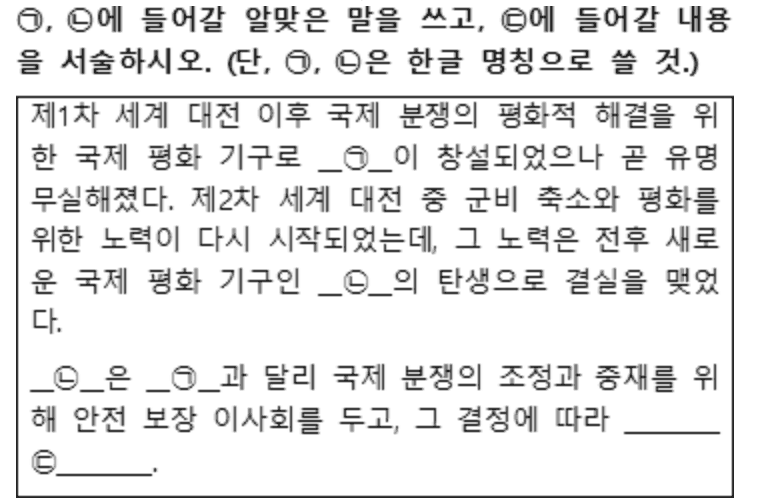 ㉠, ㉡에 들어갈 알맞은 말을 쓰고, ㉢에 들어갈 내용
을 서술하시오. (단, ㉠, ㉡은 한글 명칭으로 쓸 것.)
제1차 세계 대전 이후 국제 분쟁의 평화적 해결을 위
한 국제 평화 기구로 __㉠__이 창설되었으나 곧 유명
무실해졌다. 제2차 세계 대전 중 군비 축소와 평화를
위한 노력이 다시 시작되었는데, 그 노력은 전후 새로
운 국제 평화 기구인 __㉡__의 탄생으로 결실을 맺었
다.
__㉡__은 __㉠__과 달리 국제 분쟁의 조정과 중재를 위
해 안전 보장 이사회를 두고, 그 결정에 따라 _______
㉢_______.